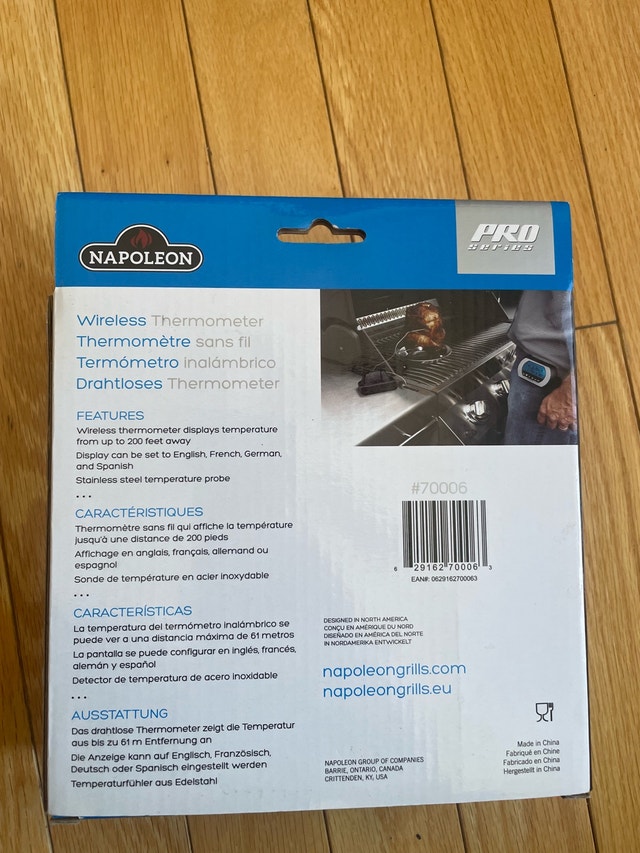 NAPOLEON
PRO
series
Wireless Thermometer
Thermomètre sans fil
Termómetro inalámbrico
Drahtloses Thermometer
FEATURES
Wireless thermometer displays temperature
from up to 200 feet away
Display can be set to English, French, German,
and Spanish
Stainless steel temperature probe
...
CARACTÉRISTIQUES
Thermomètre sans fil qui affiche la température
jusqu'à une distance de 200 pieds
Affichage en anglais, français, allemand ou
espagnol
Sonde de température en acier inoxydable
...
CARACTERÍSTICAS
La temperatura del termómetro inalámbrico se
puede ver a una distancia máxima de 61 metros
La pantalla se puede configurar en inglés, francés,
alemán y español
Detector de temperatura de acero inoxidable
...
AUSSTATTUNG
Das drahtlose Thermometer zeigt die Temperatur
aus bis zu 61 m Entfernung an
Die Anzeige kann auf Englisch, Französisch,
Deutsch oder Spanisch eingestellt werden
Temperaturfühler aus Edelstahl
#70006
6 29162 70006 3
EAN#: 0629162700063
DESIGNED IN NORTH AMERICA
CONÇU EN AMÉRIQUE DU NORD
DISEÑADO EN AMÉRICA DEL NORTE
IN NORDAMERIKA ENTWICKELT
napoleongrills.com
napoleongrills.eu
NAPOLEON GROUP OF COMPANIES
BARRIE, ONTARIO, CANADA
CRITTENDEN, KY, USA
Made in China
Fabriqué en Chine
Fabricado en China
Hergestellt in China